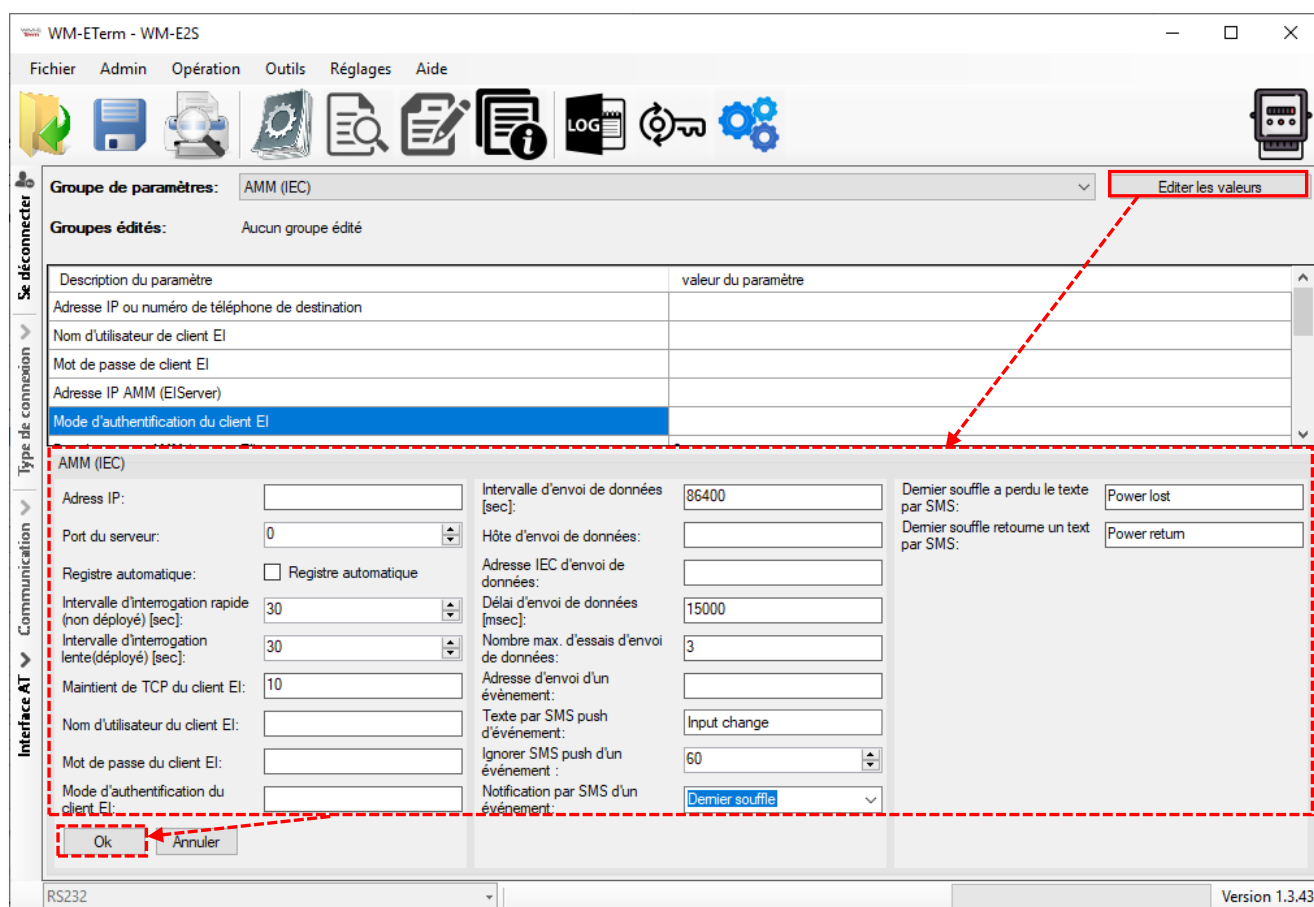 WM-ETerm - WM-E2S
Fichier Admin Opération Outils Réglages Aide
LOG
Se déconnecter
Type de connexion
Communication
Interface AT
Groupe de paramètres: AMM (IEC) Editer les valeurs
Groupes édités: Aucun groupe édité
Description du paramètre valeur du paramètre
Adresse IP ou numéro de téléphone de destination
Nom d'utilisateur de client EI
Mot de passe de client EI
Adresse IP AMM (EIServer)
Mode d'authentification du client EI
AMM (IEC)
Adress IP:
Port du serveur: 0
Registre automatique: Registre automatique
Intervalle d'interrogation rapide
(non déployé) [sec]: 30
Intervalle d'interrogation
lente(déployé) [sec]: 30
Maintient de TCP du client EI: 10
Nom d'utilisateur du client EI:
Mot de passe du client EI:
Mode d'authentification du
client EI:
Intervalle d'envoi de données
[sec]: 86400
Hôte d'envoi de données:
Adresse IEC d'envoi de
données:
Délai d'envoi de données
[msec]: 15000
Nombre max. d'essais d'envoi
de données: 3
Adresse d'envoi d'un
évènement:
Texte par SMS push
d'événement: Input change
Ignorer SMS push d'un
événement : 60
Notification par SMS d'un
événement: Dernier souffle
Dernier souffle a perdu le texte
par SMS: Power lost
Dernier souffle retourne un text
par SMS: Power return
Ok Annuler
RS232 Version 1.3.43